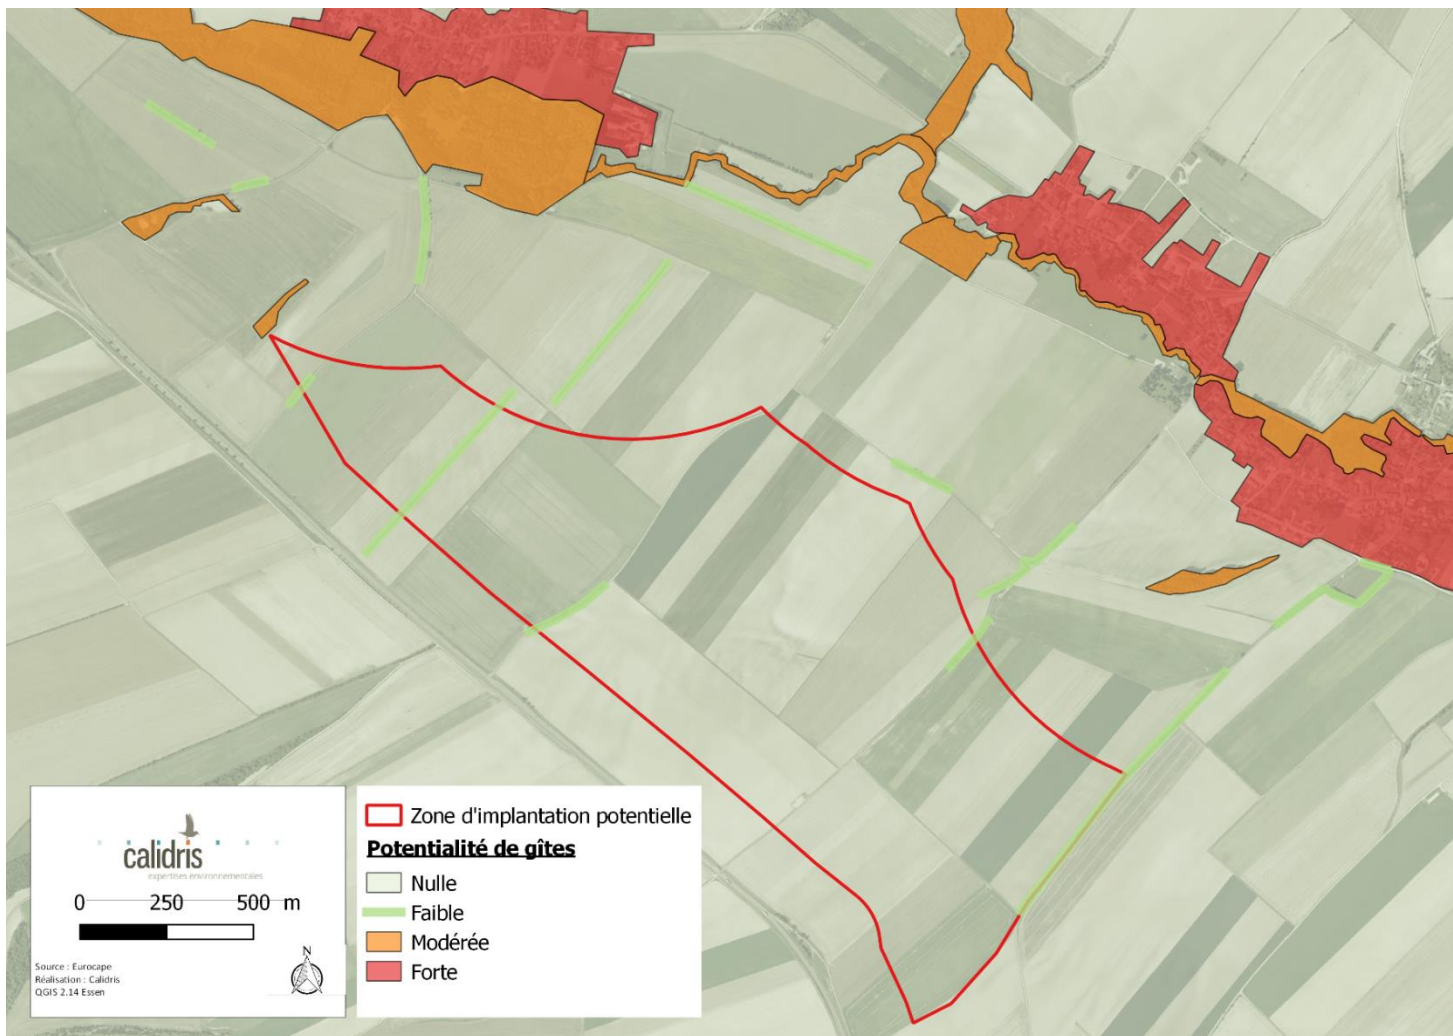 calidris
expertises environnementales
0 250 500 m
Source : Eurocape
Réalisation : Calidris
QGIS 2.14 Essen
N
Zone d'implantation potentielle
Potentialité de gîtes
Nulle
Faible
Modérée
Forte